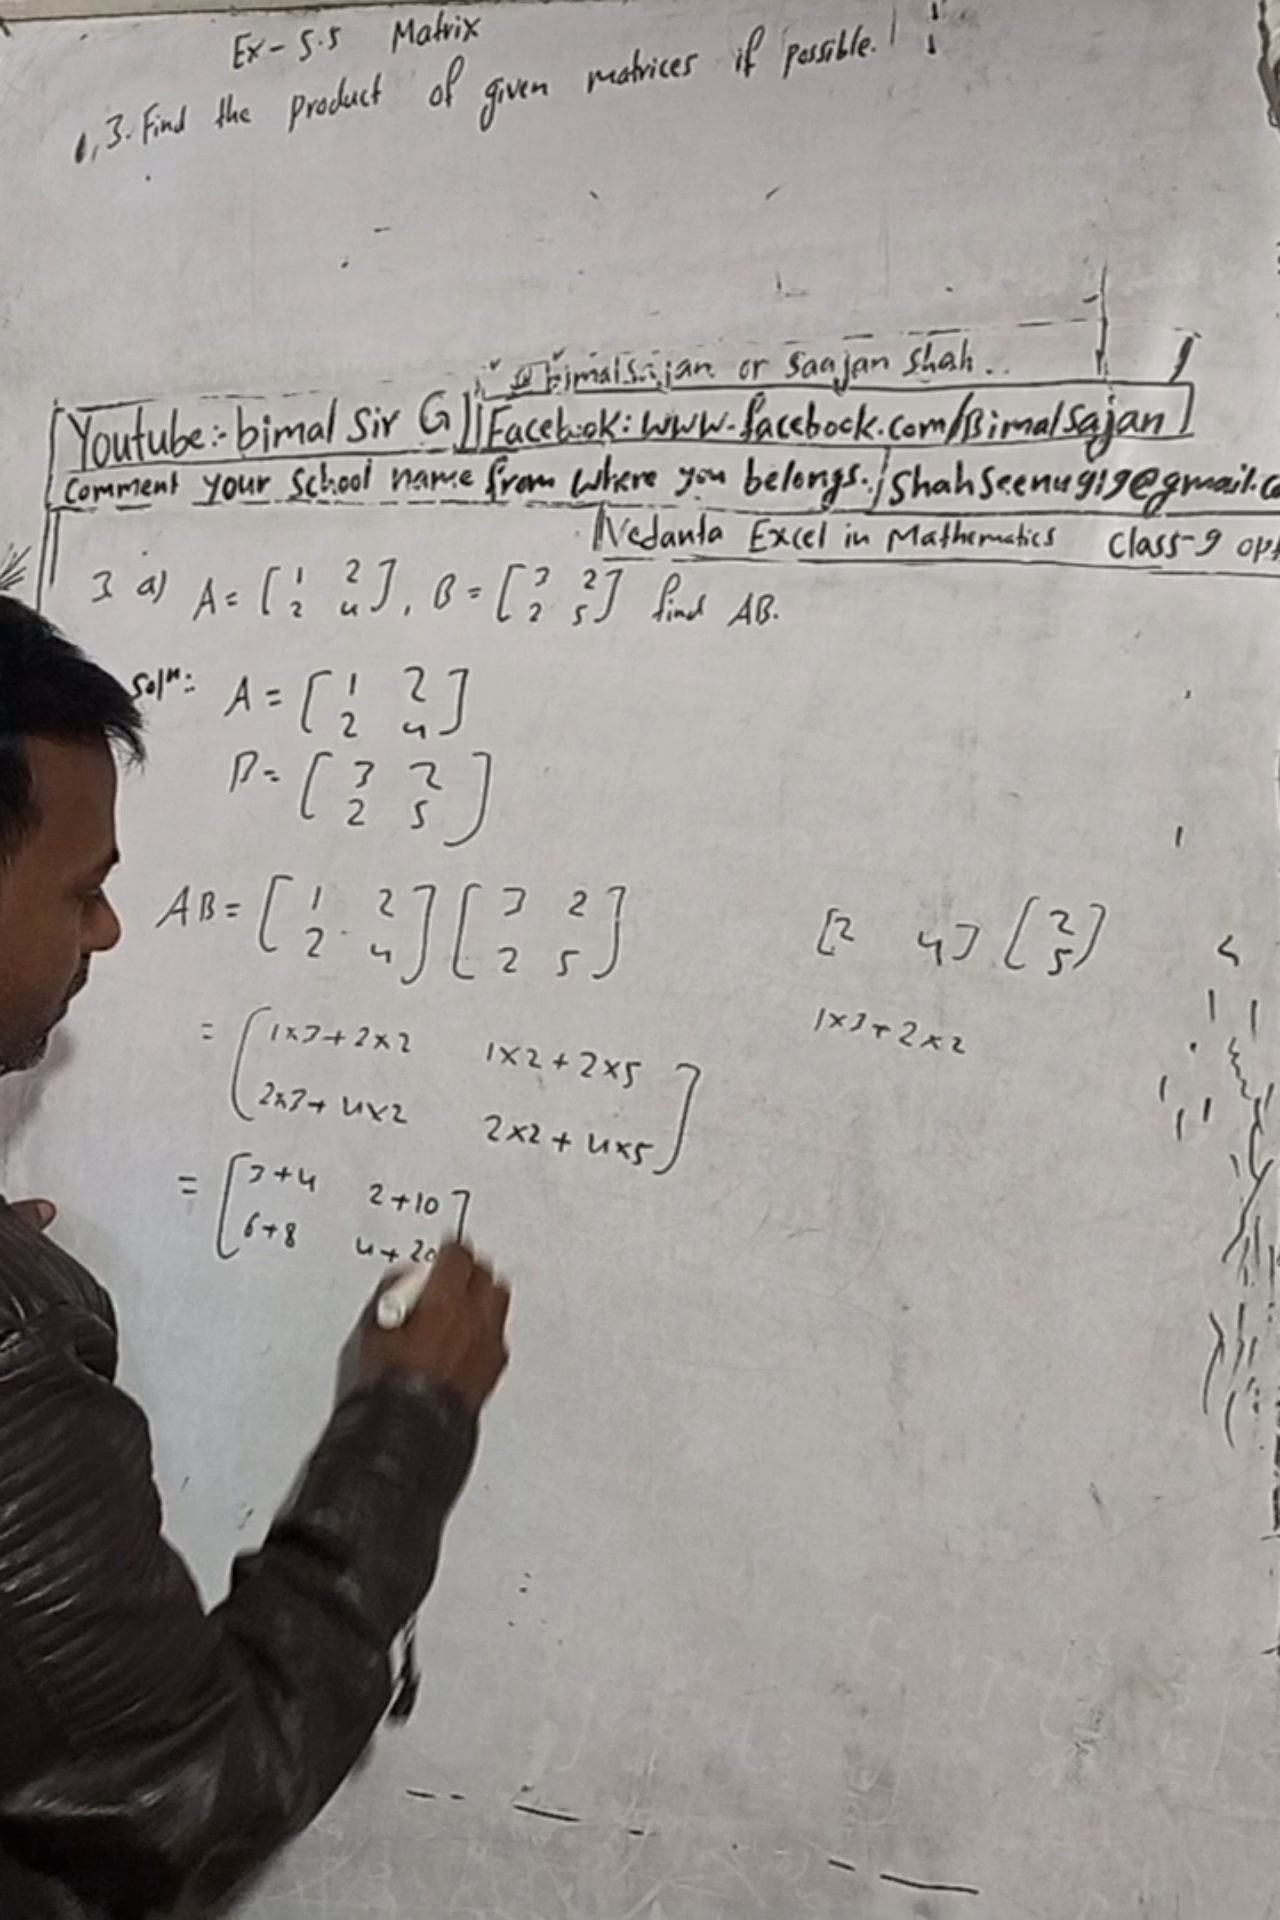 Ex- 5.5 Matrix
1,3. Find the product of given matrices if possible.
bimalsajan or Saajan Shah..
Youtube:- bimal Sir G || Facebook: www.facebook.com/Bimalsajan
Comment your School name from where you belongs. / Shahseenu919@gmail.co
Vedanta Excel in Mathematics Class-9 opt
3 a) A = [ 1 2 ], B = [ 3 2 ] find AB.
2 4 2 5
Solⁿ:- A = [ 1 2 ]
2 4
B = [ 3 2 ]
2 5
AB = [ 1 2 ] [ 3 2 ] [2 4] [ 2 ]
2 4 2 5 5
= [ 1×3+2×2 1×2+2×5 ] 1×3+2×2
2×3+4×2 2×2+4×5
= [ 3+4 2+10 ]
6+8 4+20